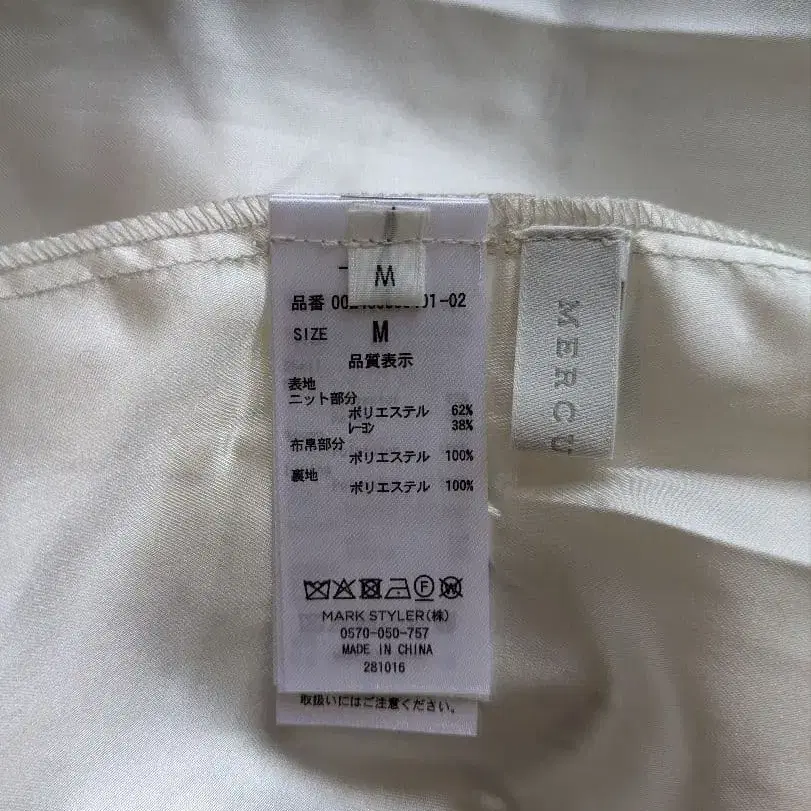 M
品番
01-02
SIZE M
品質表示
表地
ニット部分
ポリエステル 62%
レーヨン 38%
布帛部分
ポリエステル 100%
裏地
ポリエステル 100%
F W
MARK STYLER(株)
0570-050-757
MADE IN CHINA
281016
取扱いにはご注意ください。
MERCU